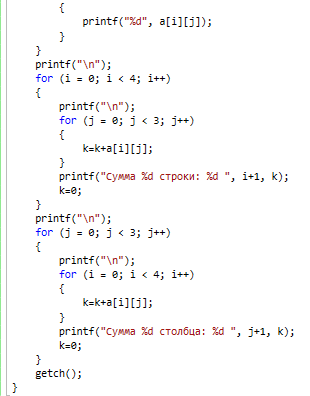 {
printf("%d", a[i][j]);
}
}
printf("\n");
for (i = 0; i < 4; i++)
{
printf("\n");
for (j = 0; j < 3; j++)
{
k=k+a[i][j];
}
printf("Сумма %d строки: %d ", i+1, k);
k=0;
}
printf("\n");
for (j = 0; j < 3; j++)
{
printf("\n");
for (i = 0; i < 4; i++)
{
k=k+a[i][j];
}
printf("Сумма %d столбца: %d ", j+1, k);
k=0;
}
getch();
}